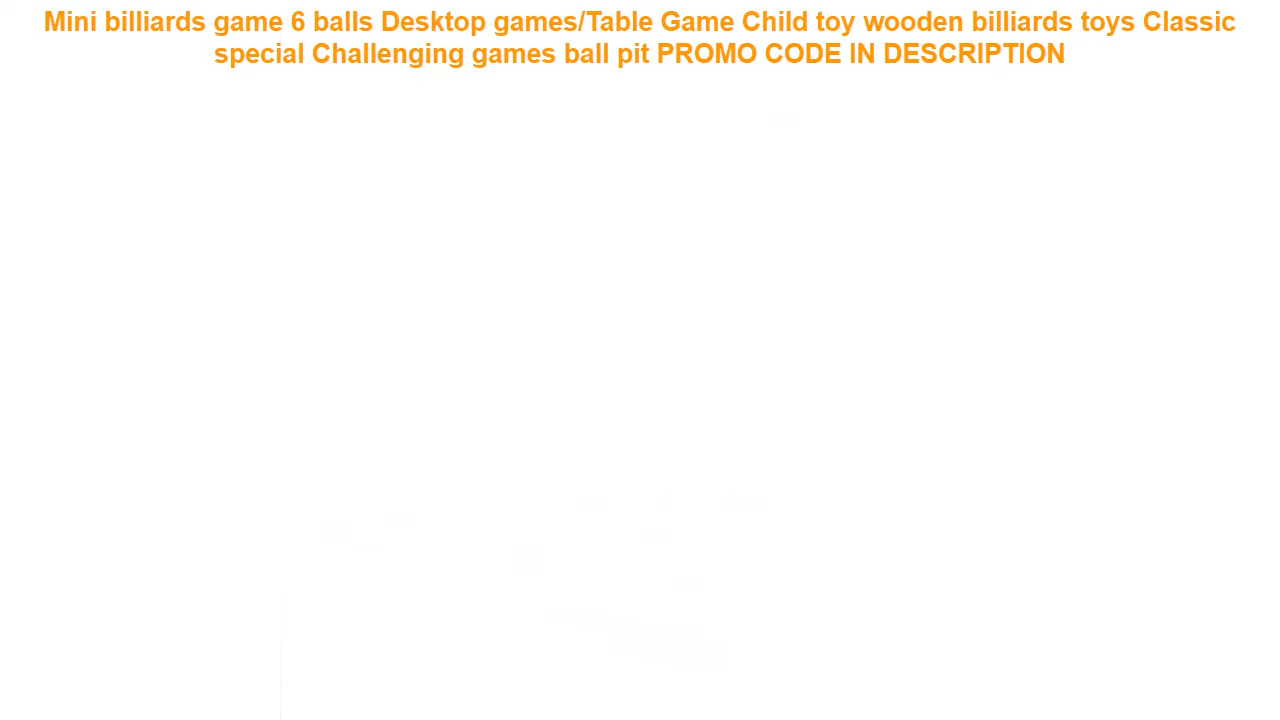 Mini billiards game 6 balls Desktop games/Table Game Child toy wooden billiards toys Classic
special Challenging games ball pit PROMO CODE IN DESCRIPTION